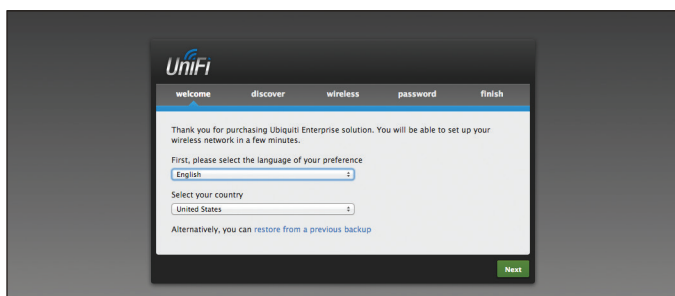 UniFi
welcome discover wireless password finish
Thank you for purchasing Ubiquiti Enterprise solution. You will be able to set up your
wireless network in a few minutes.
First, please select the language of your preference
English
Select your country
United States
Alternatively, you can restore from a previous backup
Next